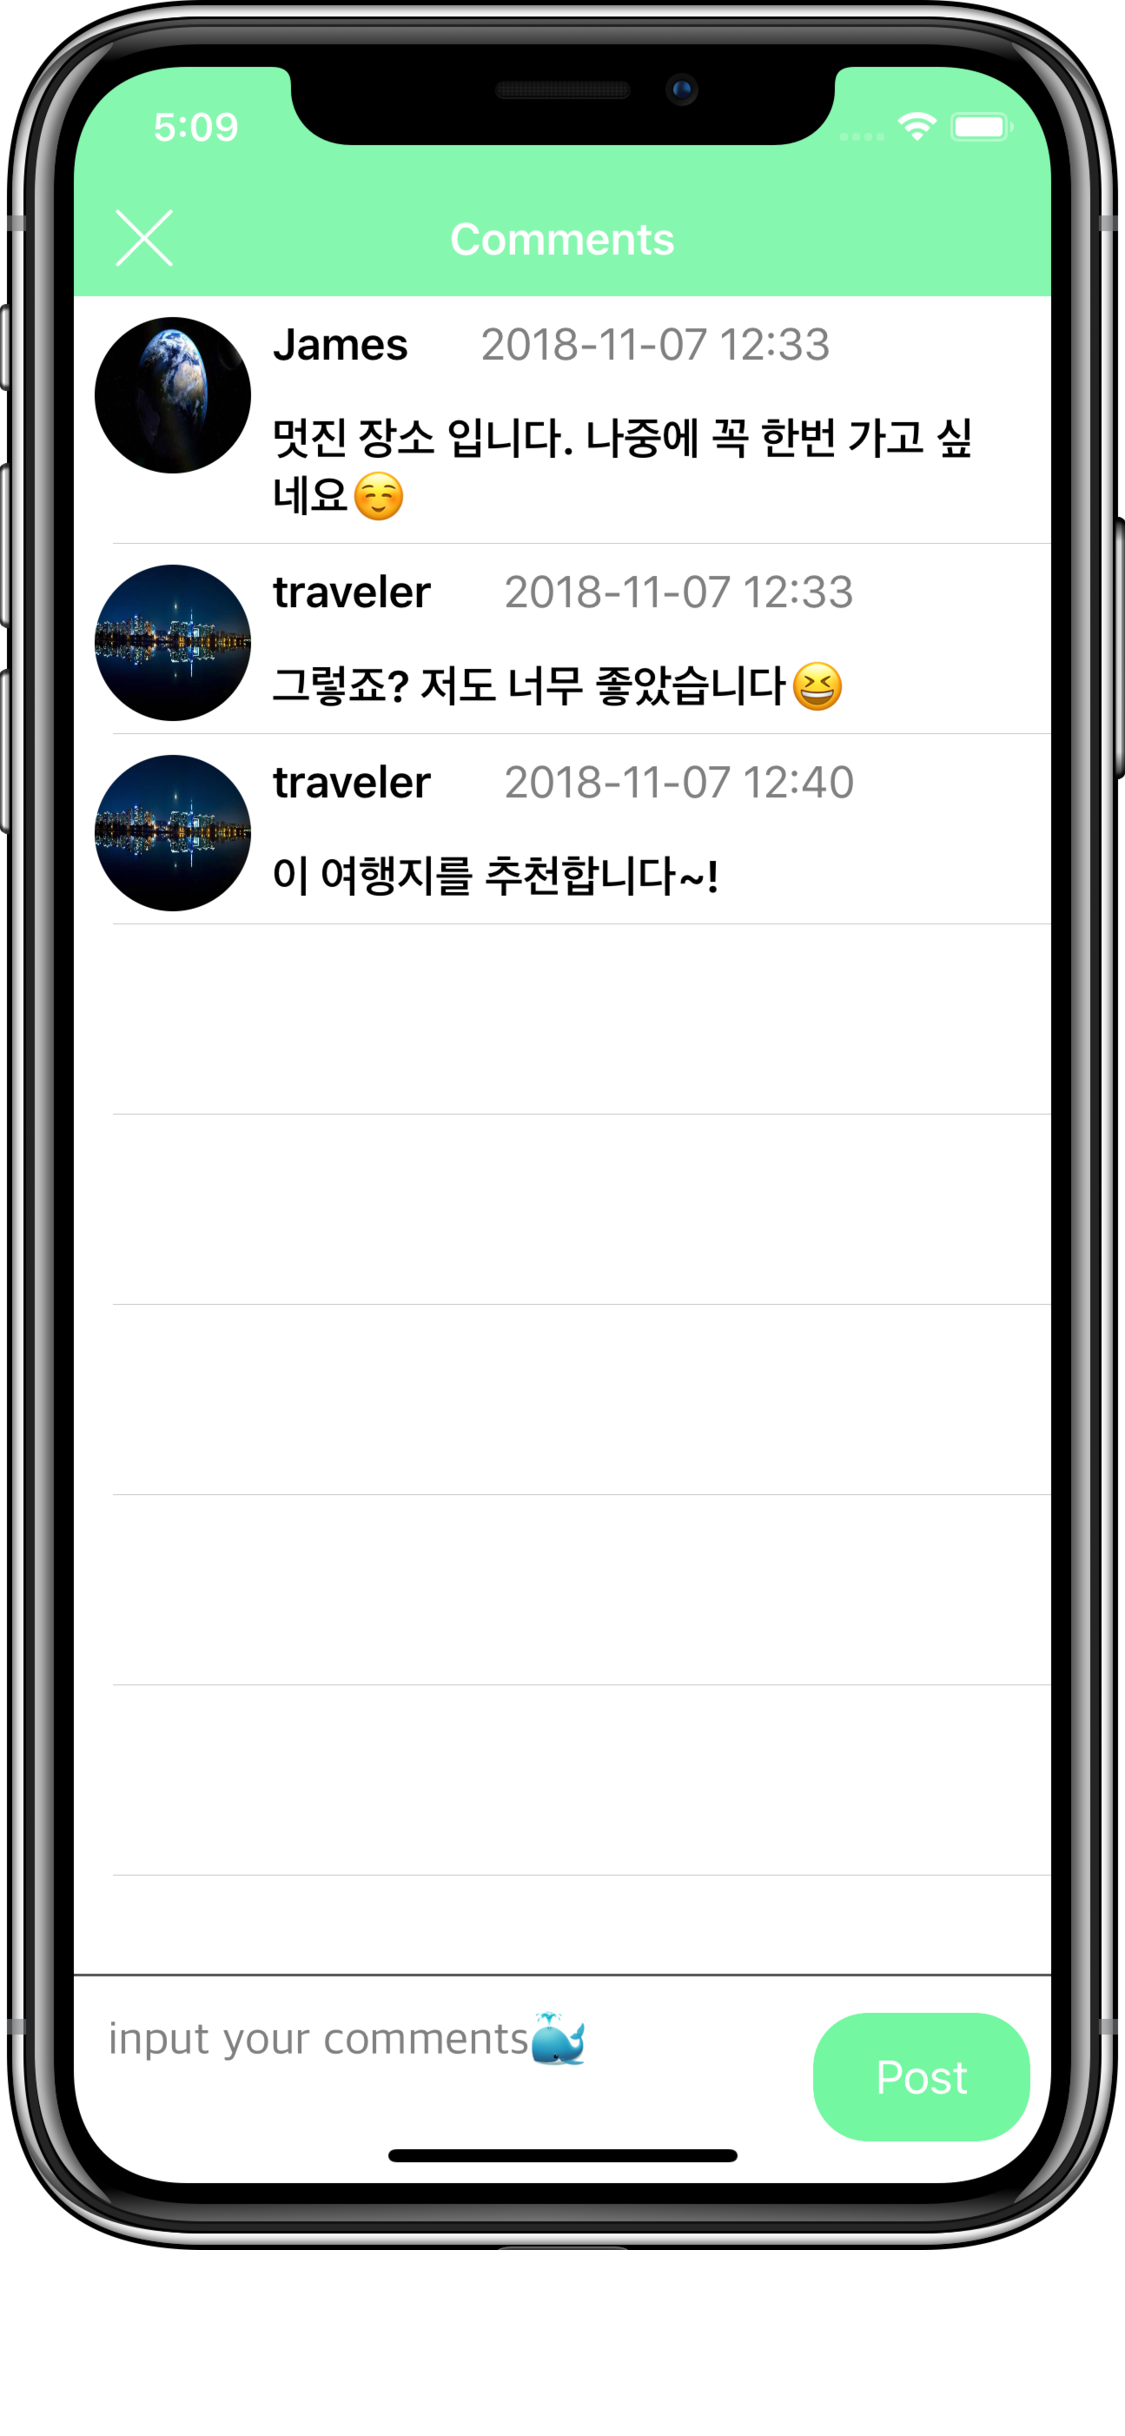 5:09
Comments
James 2018-11-07 12:33
멋진 장소 입니다. 나중에 꼭 한번 가고 싶
네요☺️
traveler 2018-11-07 12:33
그렇죠? 저도 너무 좋았습니다😆
traveler 2018-11-07 12:40
이 여행지를 추천합니다~!
input your comments🐳
Post